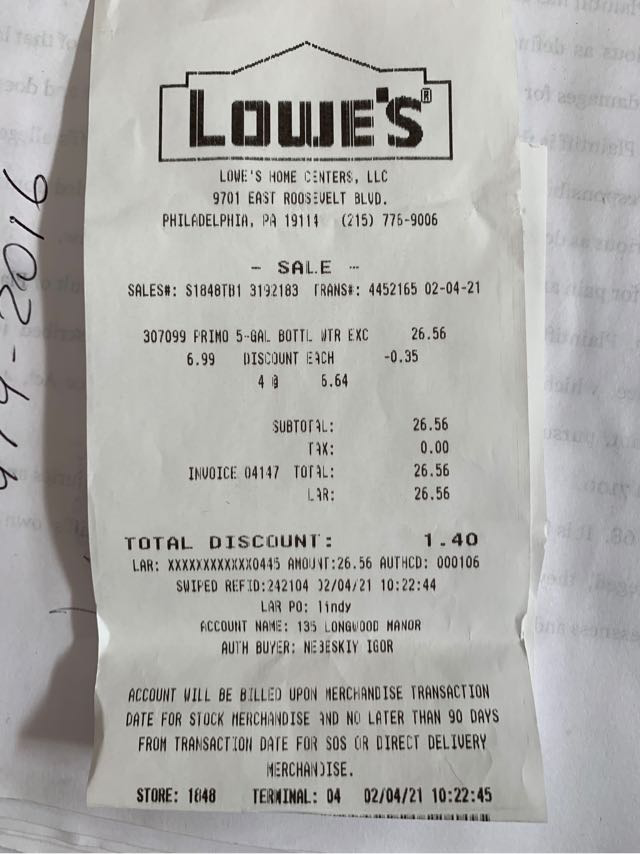 LOWE'S®
LOWE'S HOME CENTERS, LLC
9701 EAST ROOSEVELT BLVD.
PHILADELPHIA, PA 19114 (215) 776-9006
- SALE -
SALES#: S1848TB1 3192183 TRANS#: 4452165 02-04-21
307099 PRIMO 5-GAL BOTTL WTR EXC 26.56
6.99 DISCOUNT EACH -0.35
4 @ 6.64
SUBTOTAL: 26.56
TAX: 0.00
INVOICE 04147 TOTAL: 26.56
LAR: 26.56
TOTAL DISCOUNT: 1.40
LAR: XXXXXXXXXXXX0445 AMOUNT:26.56 AUTHCD: 000106
SWIPED REFID:242104 02/04/21 10:22:44
LAR PO: lindy
ACCOUNT NAME: 135 LONGWOOD MANOR
AUTH BUYER: NEBESKIY IGOR
ACCOUNT WILL BE BILLED UPON MERCHANDISE TRANSACTION
DATE FOR STOCK MERCHANDISE AND NO LATER THAN 90 DAYS
FROM TRANSACTION DATE FOR SOS OR DIRECT DELIVERY
MERCHANDISE.
STORE: 1848 TERMINAL: 04 02/04/21 10:22:45
2016